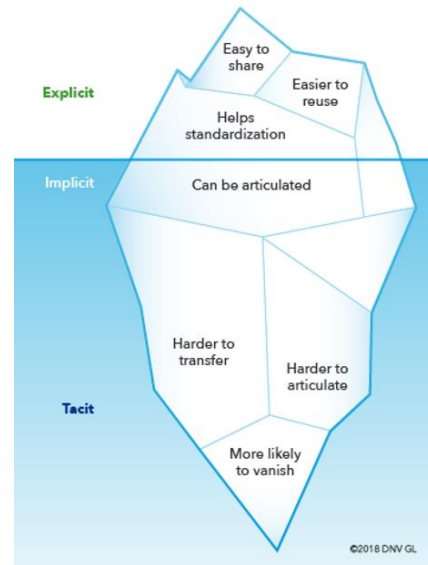 Easy to
share
Explicit
Easier to
reuse
Helps
standardization
Implicit
Can be articulated
Harder to
transfer
Harder to
articulate
Tacit
More likely
to vanish
©2018 DNV GL